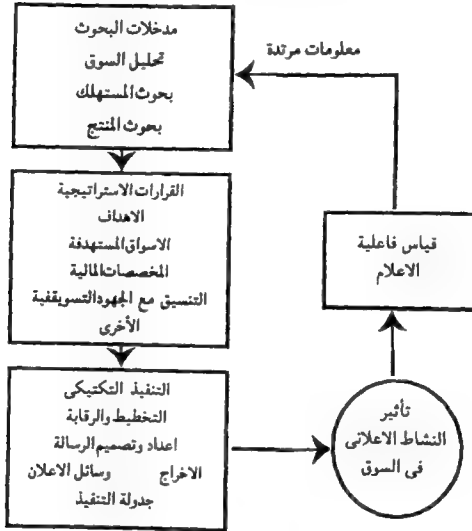 مدخلات البحوث
تحليل السوق
بحوث المستهلك
بحوث المنتج
معلومات مرتدة
القرارات الاستراتيجية
الاهداف
الاسواق المستهدفة
المخصصات المالية
التنسيق مع الجهود التسويقفية
الأخرى
قياس فاعلية
الاعلام
التنفيذ التكتيكى
التخطيط والرقابة
اعداد وتصميم الرسالة
الاخراج وسائل الاعلان
جدولة التنفيذ
تأثير
النشاط الاعلانى
فى السوق